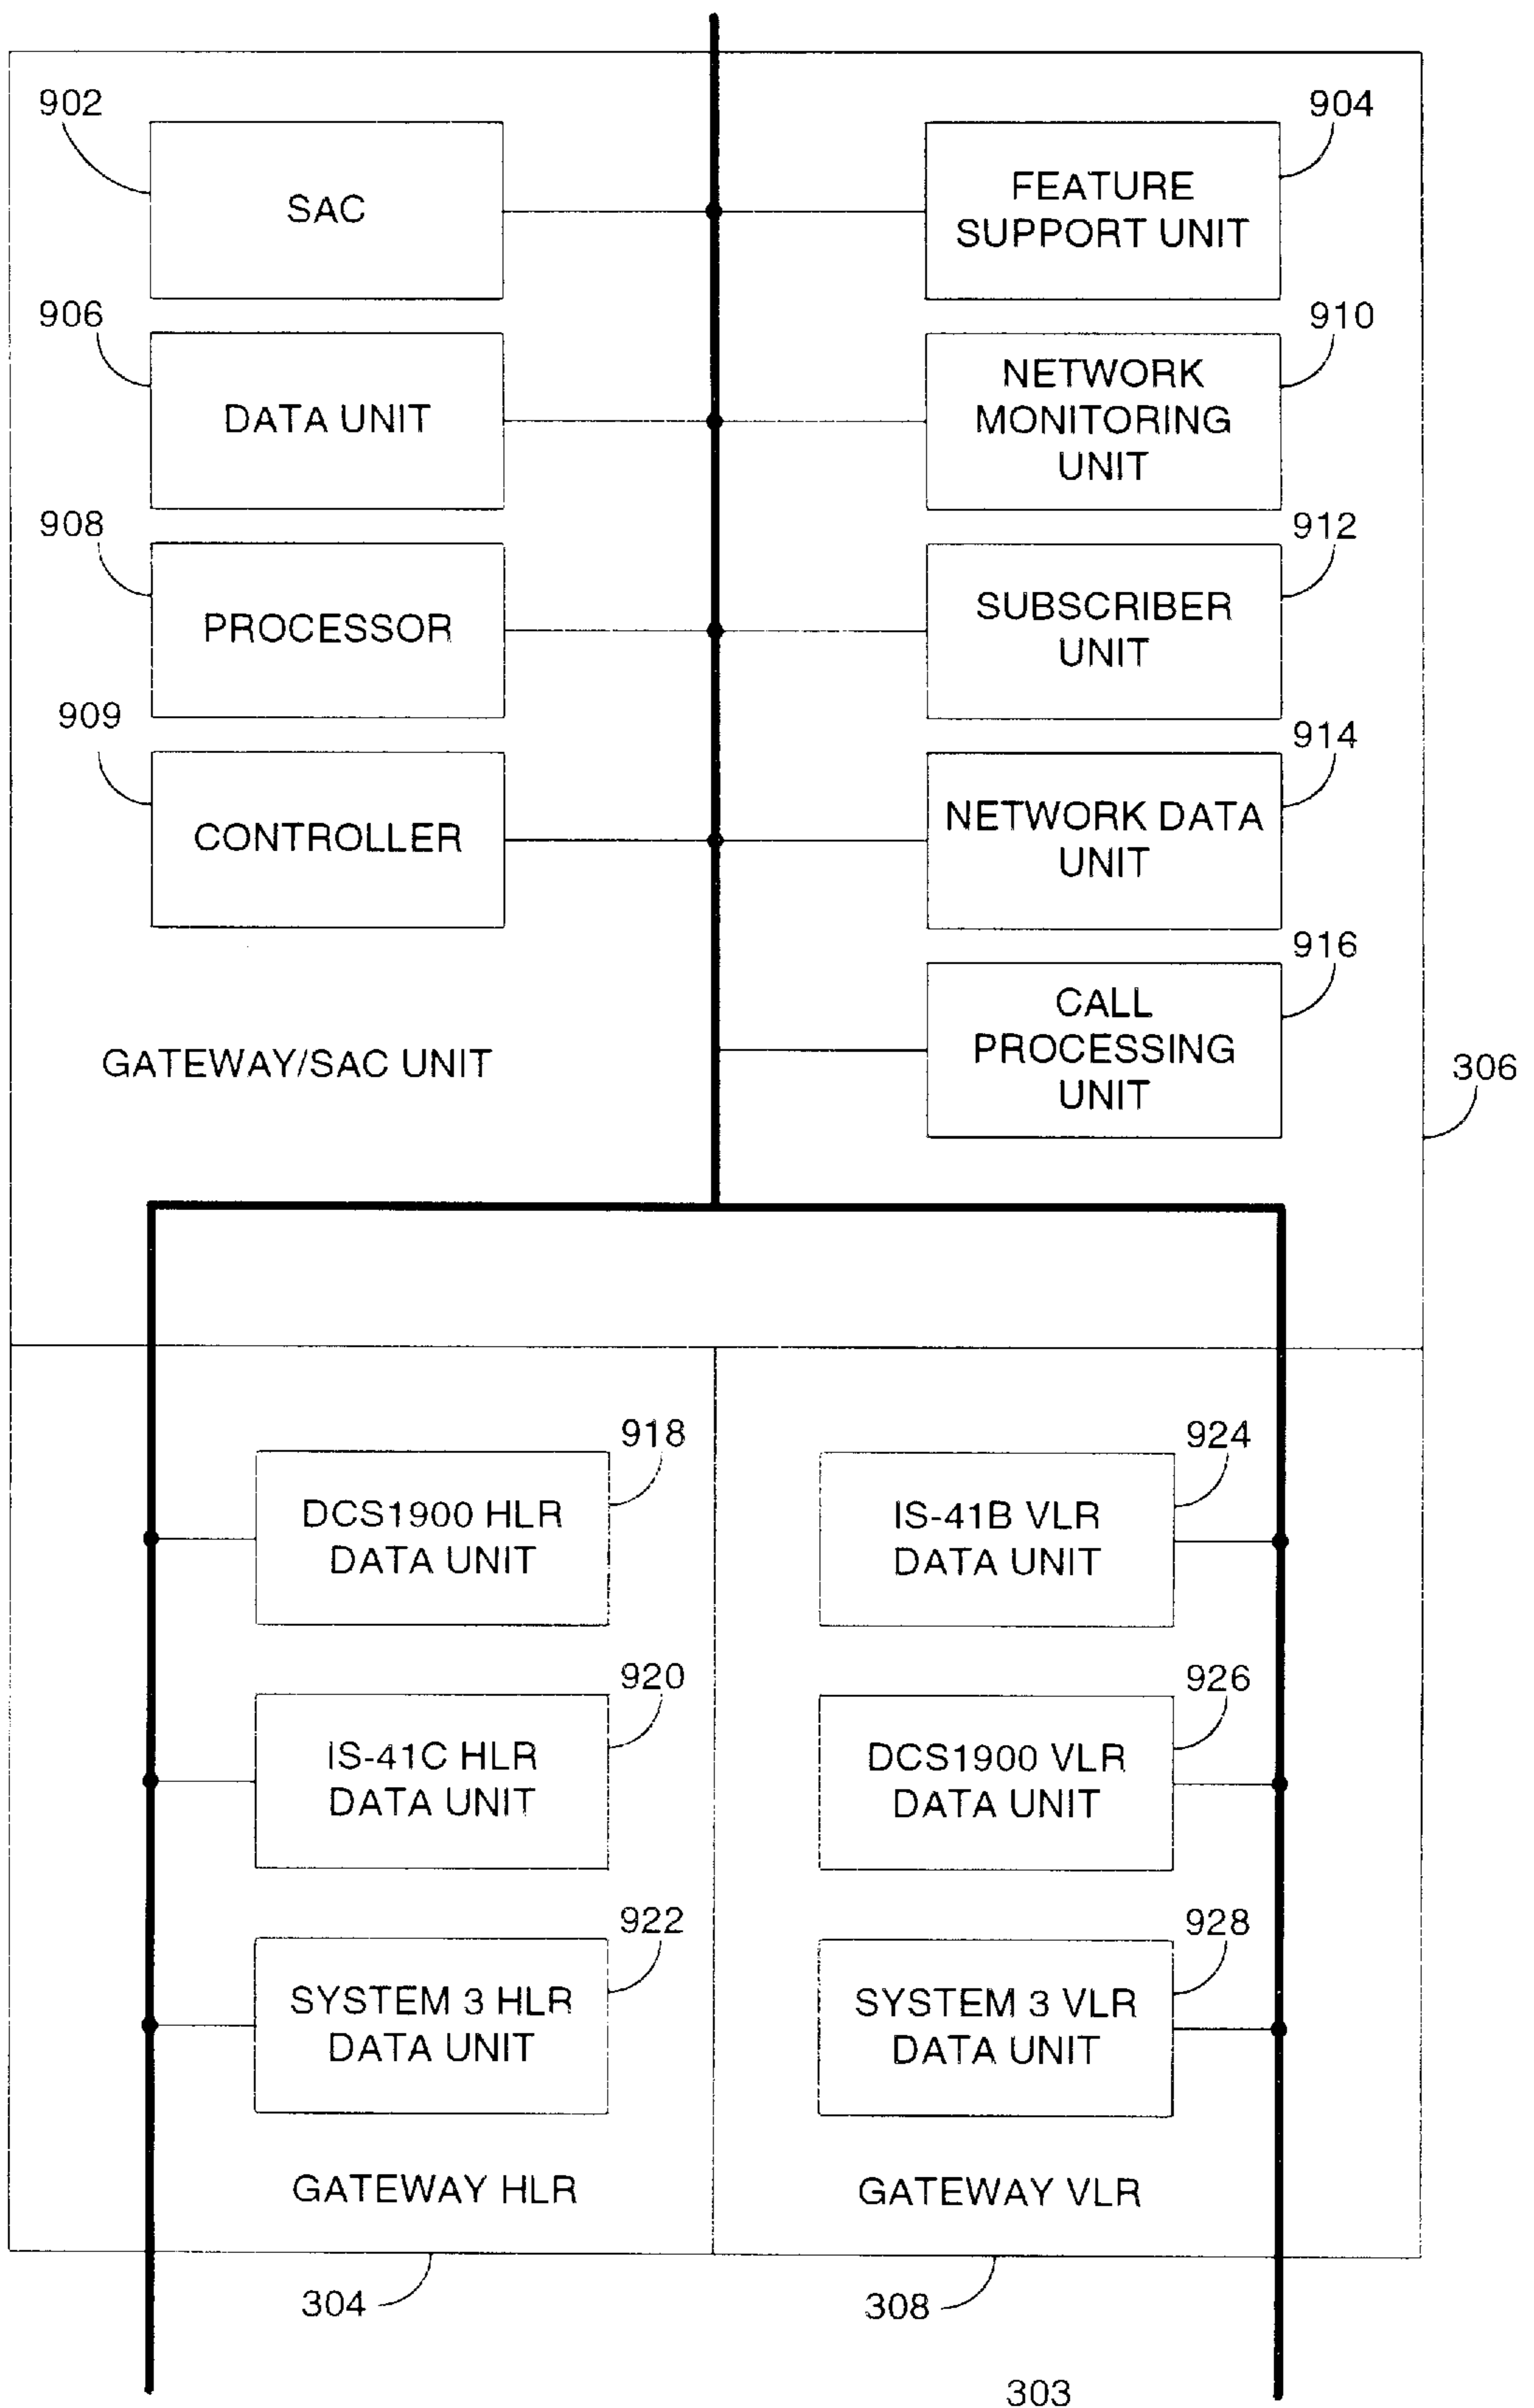 902
SAC
904
FEATURE
SUPPORT UNIT
906
DATA UNIT
910
NETWORK
MONITORING
UNIT
908
PROCESSOR
912
SUBSCRIBER
UNIT
909
CONTROLLER
914
NETWORK DATA
UNIT
916
CALL
PROCESSING
UNIT
GATEWAY/SAC UNIT
306
918
DCS1900 HLR
DATA UNIT
924
IS-41B VLR
DATA UNIT
920
IS-41C HLR
DATA UNIT
926
DCS1900 VLR
DATA UNIT
922
SYSTEM 3 HLR
DATA UNIT
928
SYSTEM 3 VLR
DATA UNIT
GATEWAY HLR
GATEWAY VLR
304
308
303